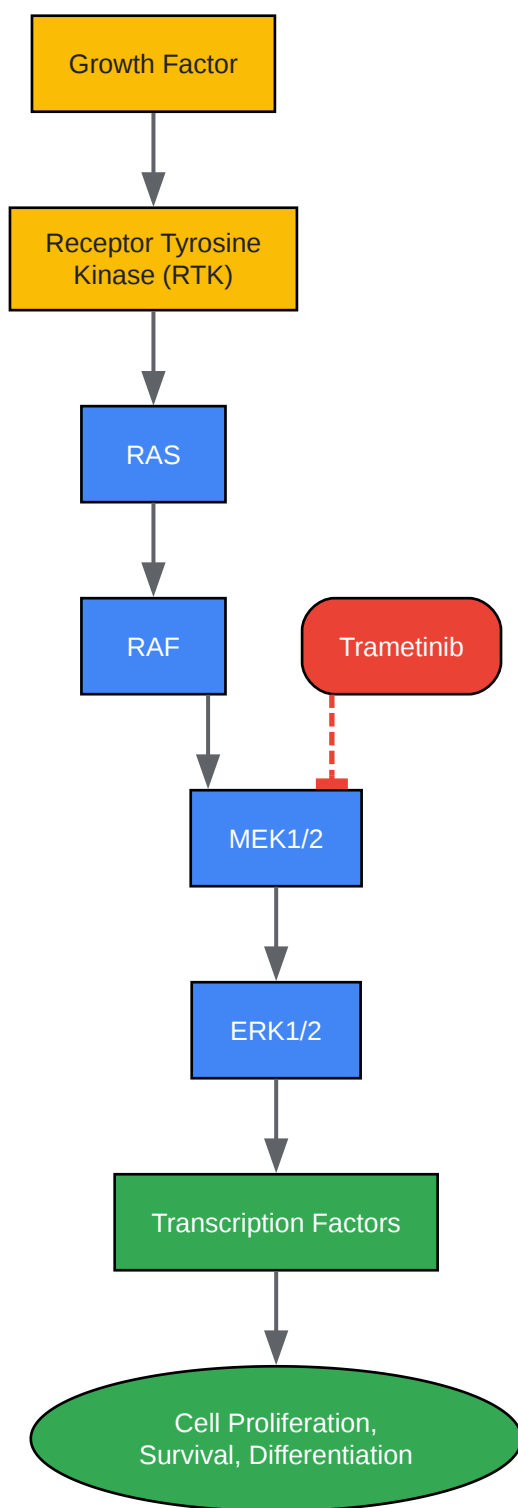 Growth Factor
Receptor Tyrosine
Kinase (RTK)
RAS
RAF
Trametinib
MEK1/2
ERK1/2
Transcription Factors
Cell Proliferation,
Survival, Differentiation